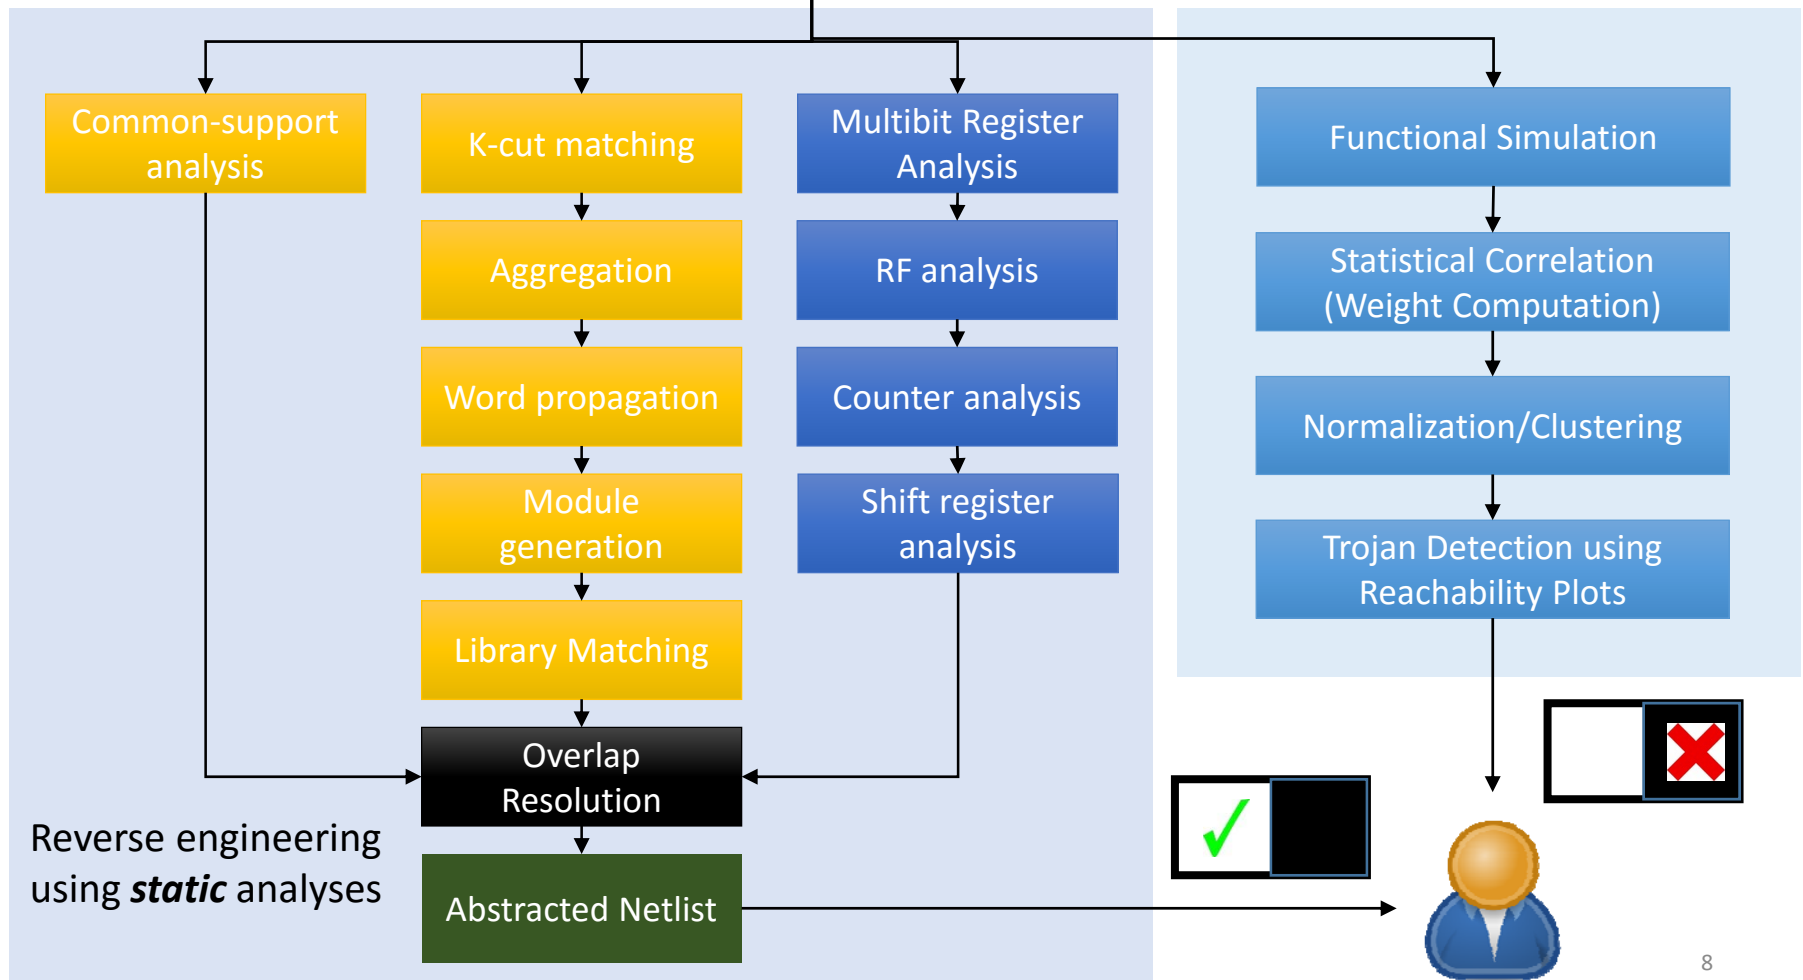 Common-support
analysis
K-cut matching
Multibit Register
Analysis
Functional Simulation
Aggregation
RF analysis
Statistical Correlation
(Weight Computation)
Word propagation
Counter analysis
Normalization/Clustering
Module
generation
Shift register
analysis
Trojan Detection using
Reachability Plots
Library Matching
Overlap
Resolution
Reverse engineering
using static analyses
Abstracted Netlist
8